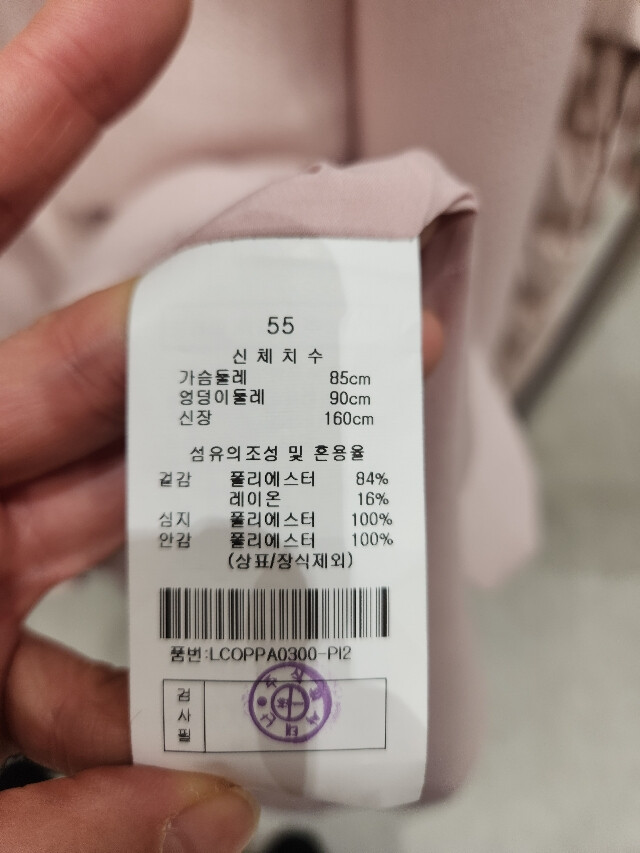 55
신체치수
가슴둘레 85cm
엉덩이둘레 90cm
신장 160cm
섬유의조성 및 혼용율
겉감 폴리에스터 84%
레이온 16%
심지 폴리에스터 100%
안감 폴리에스터 100%
(상표/장식제외)
품번:LCOPPA0300-PI2
검사필